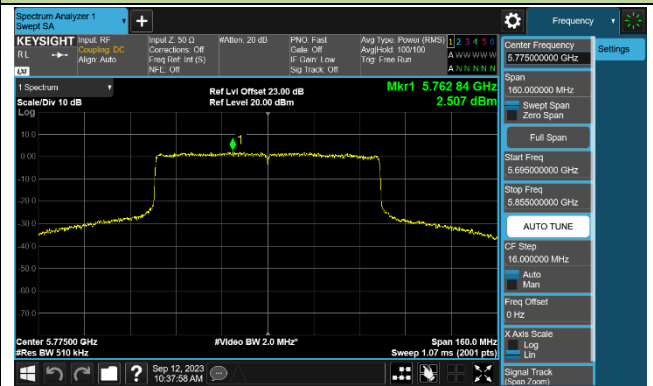 Spectrum Analyzer 1
Swept SA
Frequency
KEYSIGHT
RL
LXI
Input: RF
Coupling: DC
Align: Auto
Input Z: 50 Ω
Corrections: Off
Freq Ref: Int (S)
NFE: Off
#Atten: 20 dB
PNO: Fast
Gate: Off
IF Gain: Low
Sig Track: Off
Avg Type: Power (RMS)
Avg|Hold: 100/100
Trig: Free Run
1 2 3 4 5 6
A W W W W W
A N N N N N
1 Spectrum
Scale/Div 10 dB
Log
Ref Lvl Offset 23.00 dB
Ref Level 20.00 dBm
Mkr1 5.762 84 GHz
2.507 dBm
10.0
0.00
-10.0
-20.0
-30.0
-40.0
-50.0
-60.0
-70.0
1
Center 5.77500 GHz
#Res BW 510 kHz
#Video BW 2.0 MHz*
Span 160.0 MHz
Sweep 1.07 ms (2001 pts)
Sep 12, 2023
10:37:58 AM
Center Frequency
5.775000000 GHz
Settings
Span
160.000000 MHz
Swept Span
Zero Span
Full Span
Start Freq
5.695000000 GHz
Stop Freq
5.855000000 GHz
AUTO TUNE
CF Step
16.000000 MHz
Auto
Man
Freq Offset
0 Hz
X Axis Scale
Log
Lin
Signal Track
(Span Zoom)